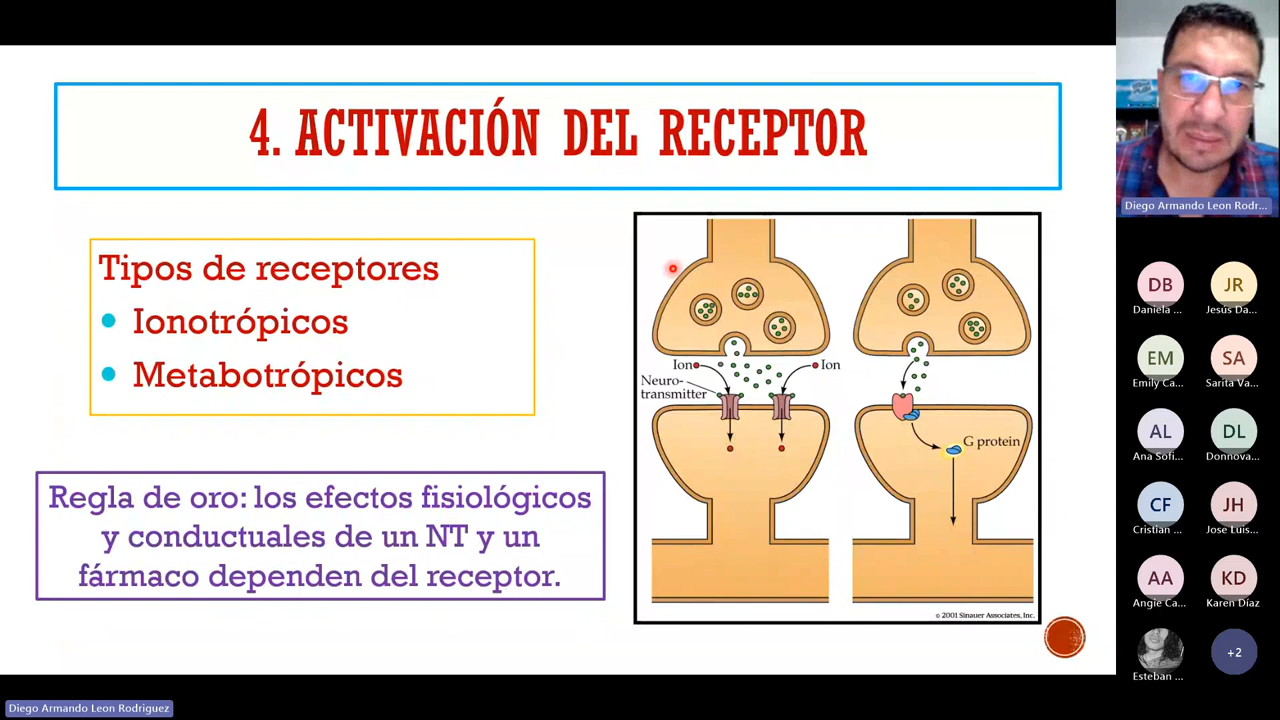 4. ACTIVACIÓN DEL RECEPTOR
Tipos de receptores
Ionotrópicos
Metabotrópicos
Regla de oro: los efectos fisiológicos
y conductuales de un NT y un
fármaco dependen del receptor.
Ion
Ion
Neuro-
transmitter
G protein
© 2001 Sinauer Associates, Inc.
Diego Armando Leon Rodr...
DB
Daniela ...
JR
Jesús Da...
EM
Emily Ca...
SA
Sarita Va...
AL
Ana Sofi...
DL
Donnova...
CF
Cristian ...
JH
Jose Luis...
AA
Angie Ca...
KD
Karen Díaz
Esteban ...
+2
Diego Armando Leon Rodriguez